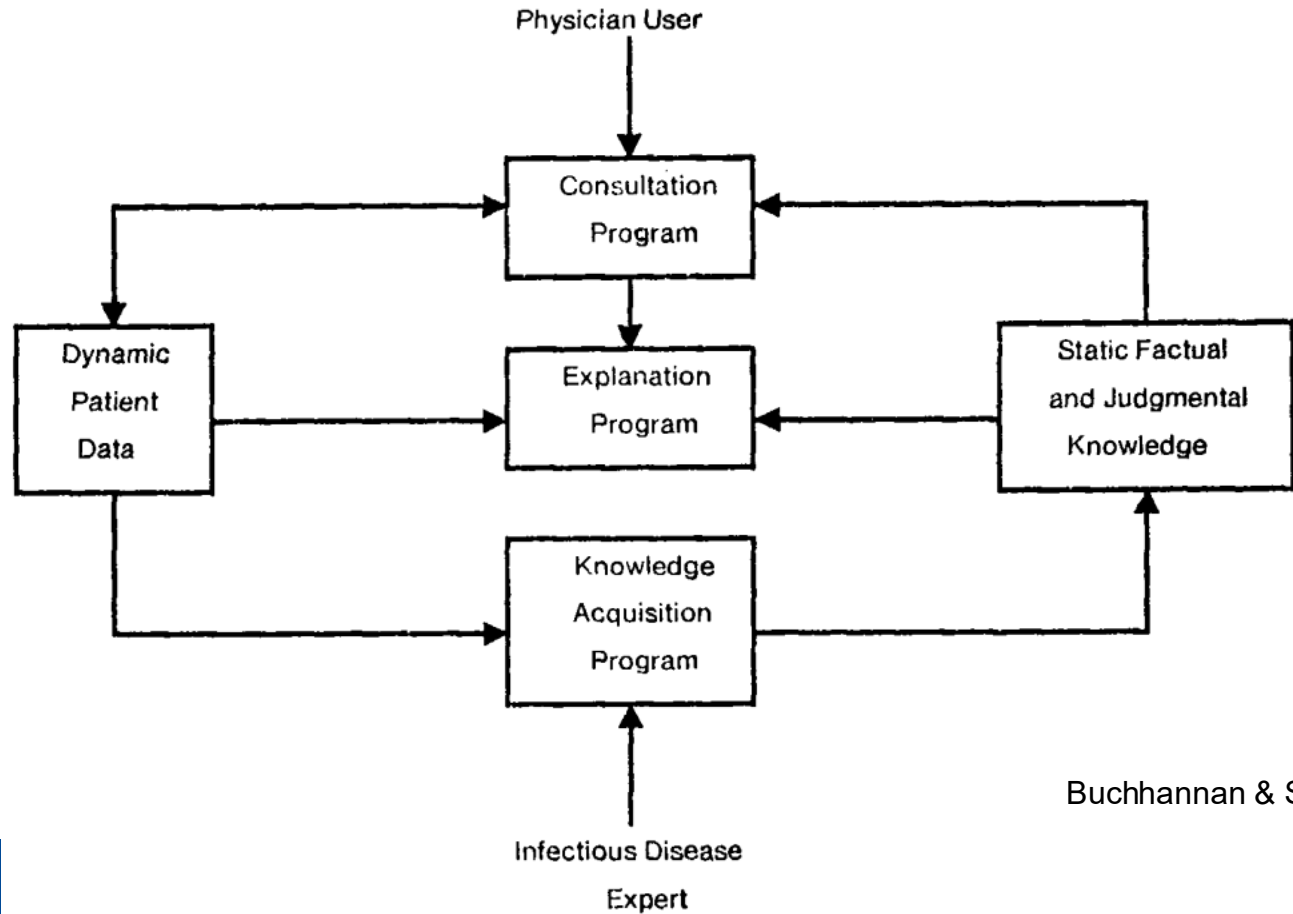 Physician User
Consultation
Program
Dynamic
Patient
Data
Explanation
Program
Static Factual
and Judgmental
Knowledge
Knowledge
Acquisition
Program
Buchhannan & S
Infectious Disease
Expert